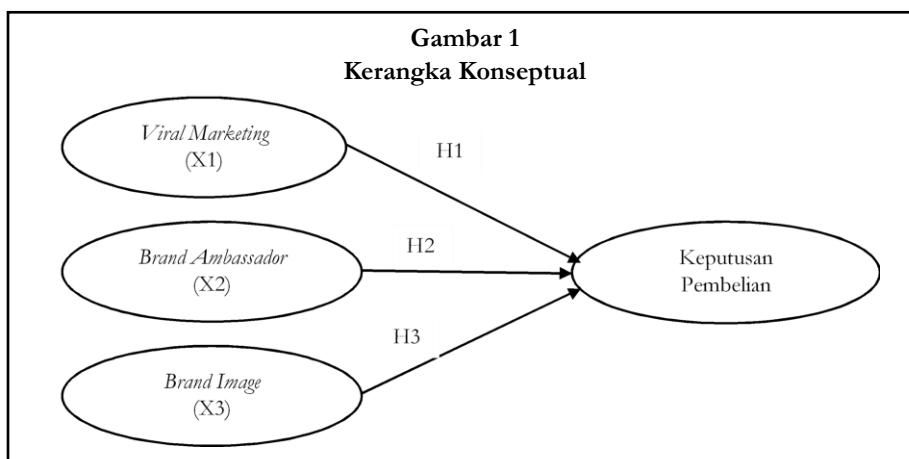 Gambar 1
Kerangka Konseptual
Viral Marketing
(X1)
H1
Brand Ambassador
(X2)
H2
Keputusan
Pembelian
H3
Brand Image
(X3)